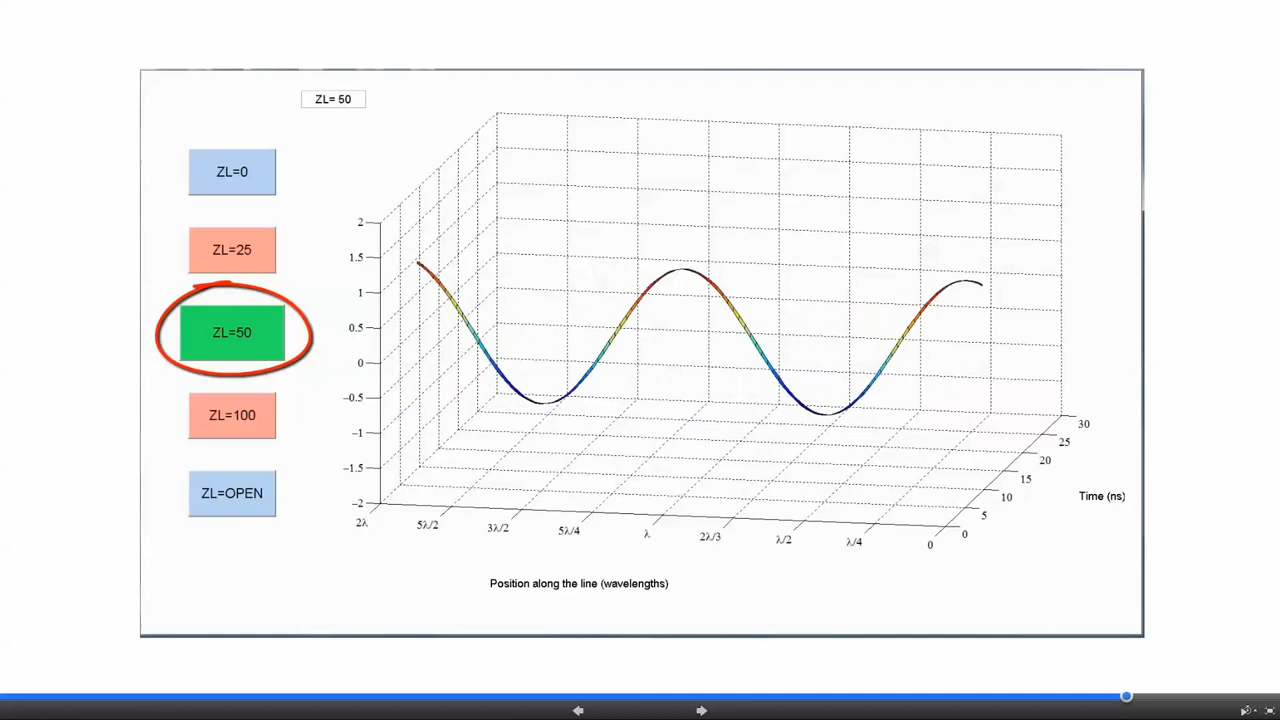 ZL= 50
ZL=0
ZL=25
ZL=50
ZL=100
ZL=OPEN
2
1.5
1
0.5
0
−0.5
−1
−1.5
−2
2λ
5λ/2
3λ/2
5λ/4
λ
2λ/3
λ/2
λ/4
0
0
5
10
15
20
25
30
Time (ns)
Position along the line (wavelengths)